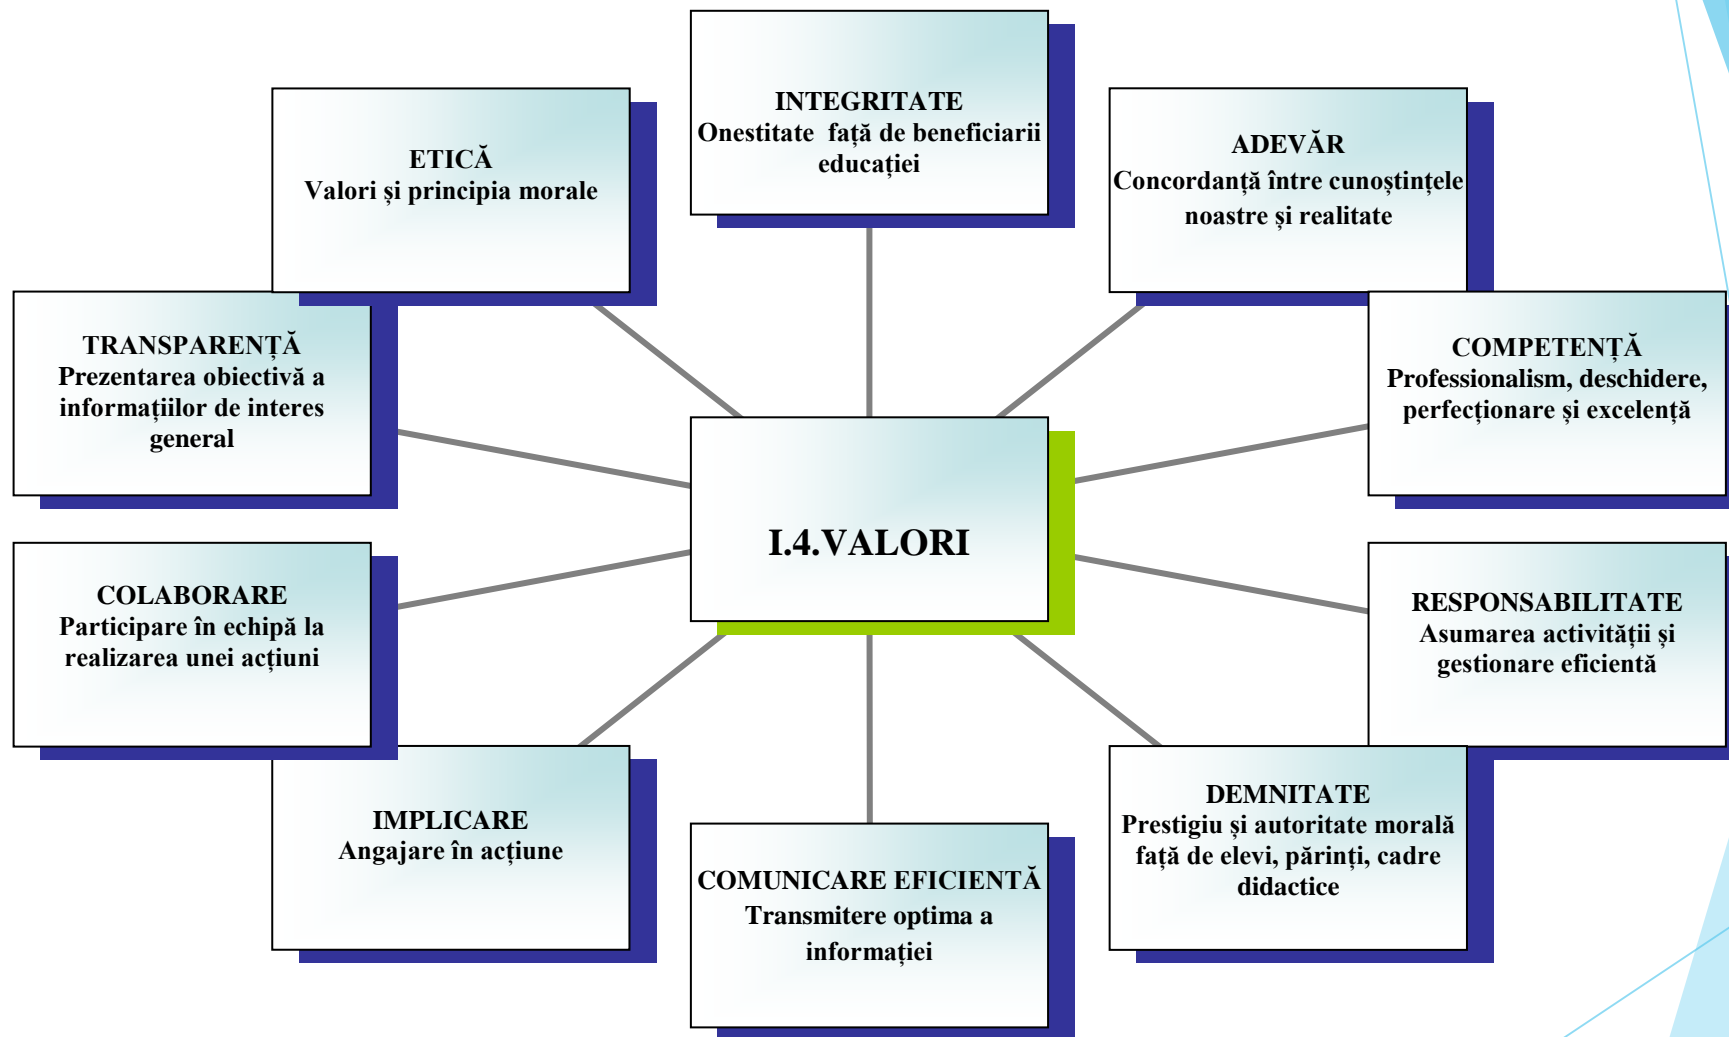 INTEGRITATE
Onestitate față de beneficiarii
educației
ETICĂ
Valori și principia morale
ADEVĂR
Concordanță între cunoștințele
noastre și realitate
TRANSPARENȚĂ
Prezentarea obiectivă a
informațiilor de interes
general
COMPETENȚĂ
Professionalism, deschidere,
perfecționare și excelență
I.4.VALORI
COLABORARE
Participare în echipă la
realizarea unei acțiuni
RESPONSABILITATE
Asumarea activității și
gestionare eficientă
IMPLICARE
Angajare în acțiune
DEMNITATE
Prestigiu și autoritate morală
față de elevi, părinți, cadre
didactice
COMUNICARE EFICIENTĂ
Transmitere optima a
informației